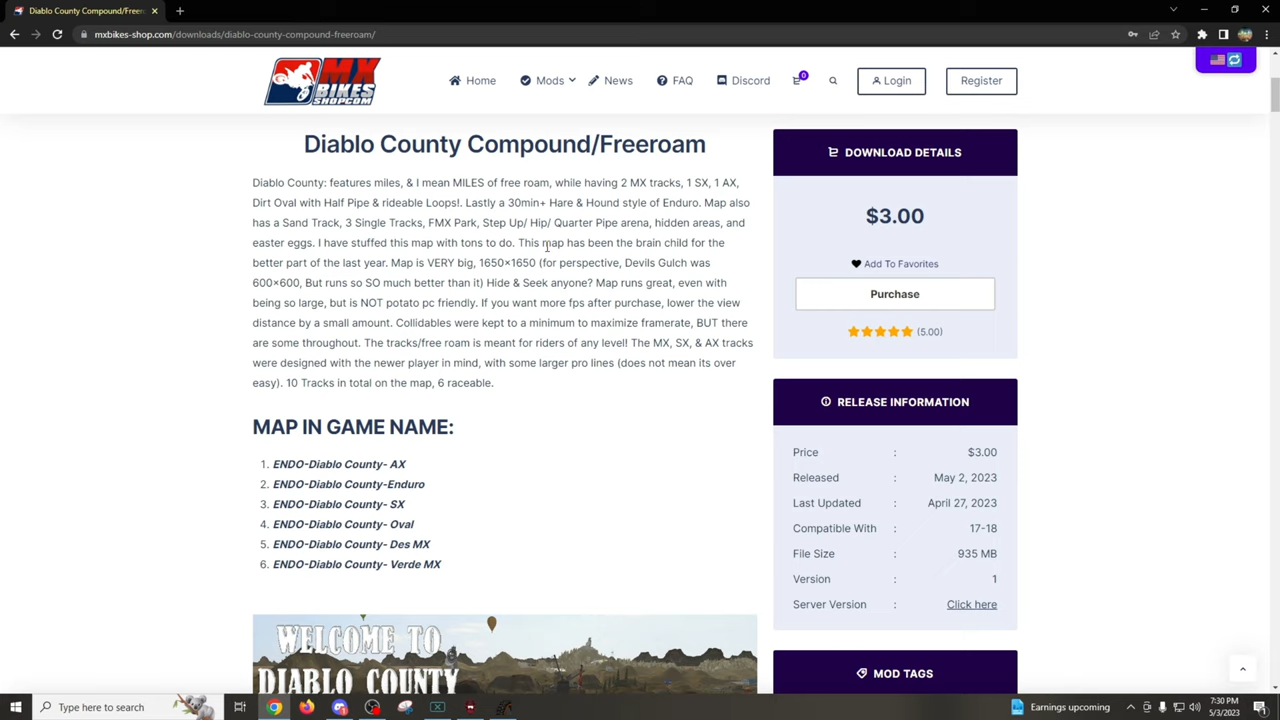 Diablo County Compound/Freero
mxbikes-shop.com/downloads/diablo-county-compound-freeroam/
MX BIKES SHOP.COM
Home
Mods
News
FAQ
Discord
0
Login
Register
Diablo County Compound/Freeroam
Diablo County: features miles, & I mean MILES of free roam, while having 2 MX tracks, 1 SX, 1 AX,
Dirt Oval with Half Pipe & rideable Loops!. Lastly a 30min+ Hare & Hound style of Enduro. Map also
has a Sand Track, 3 Single Tracks, FMX Park, Step Up/ Hip/ Quarter Pipe arena, hidden areas, and
easter eggs. I have stuffed this map with tons to do. This map has been the brain child for the
better part of the last year. Map is VERY big, 1650×1650 (for perspective, Devils Gulch was
600×600, But runs so SO much better than it) Hide & Seek anyone? Map runs great, even with
being so large, but is NOT potato pc friendly. If you want more fps after purchase, lower the view
distance by a small amount. Collidables were kept to a minimum to maximize framerate, BUT there
are some throughout. The tracks/free roam is meant for riders of any level! The MX, SX, & AX tracks
were designed with the newer player in mind, with some larger pro lines (does not mean its over
easy). 10 Tracks in total on the map, 6 raceable.
MAP IN GAME NAME:
1. ENDO-Diablo County- AX
2. ENDO-Diablo County-Enduro
3. ENDO-Diablo County- SX
4. ENDO-Diablo County- Oval
5. ENDO-Diablo County- Des MX
6. ENDO-Diablo County- Verde MX
WELCOME TO
DIABLO COUNTY
DOWNLOAD DETAILS
$3.00
Add To Favorites
Purchase
(5.00)
RELEASE INFORMATION
Price : $3.00
Released : May 2, 2023
Last Updated : April 27, 2023
Compatible With : 17-18
File Size : 935 MB
Version : 1
Server Version : Click here
MOD TAGS
Type here to search
Earnings upcoming
7:30 PM
5/3/2023